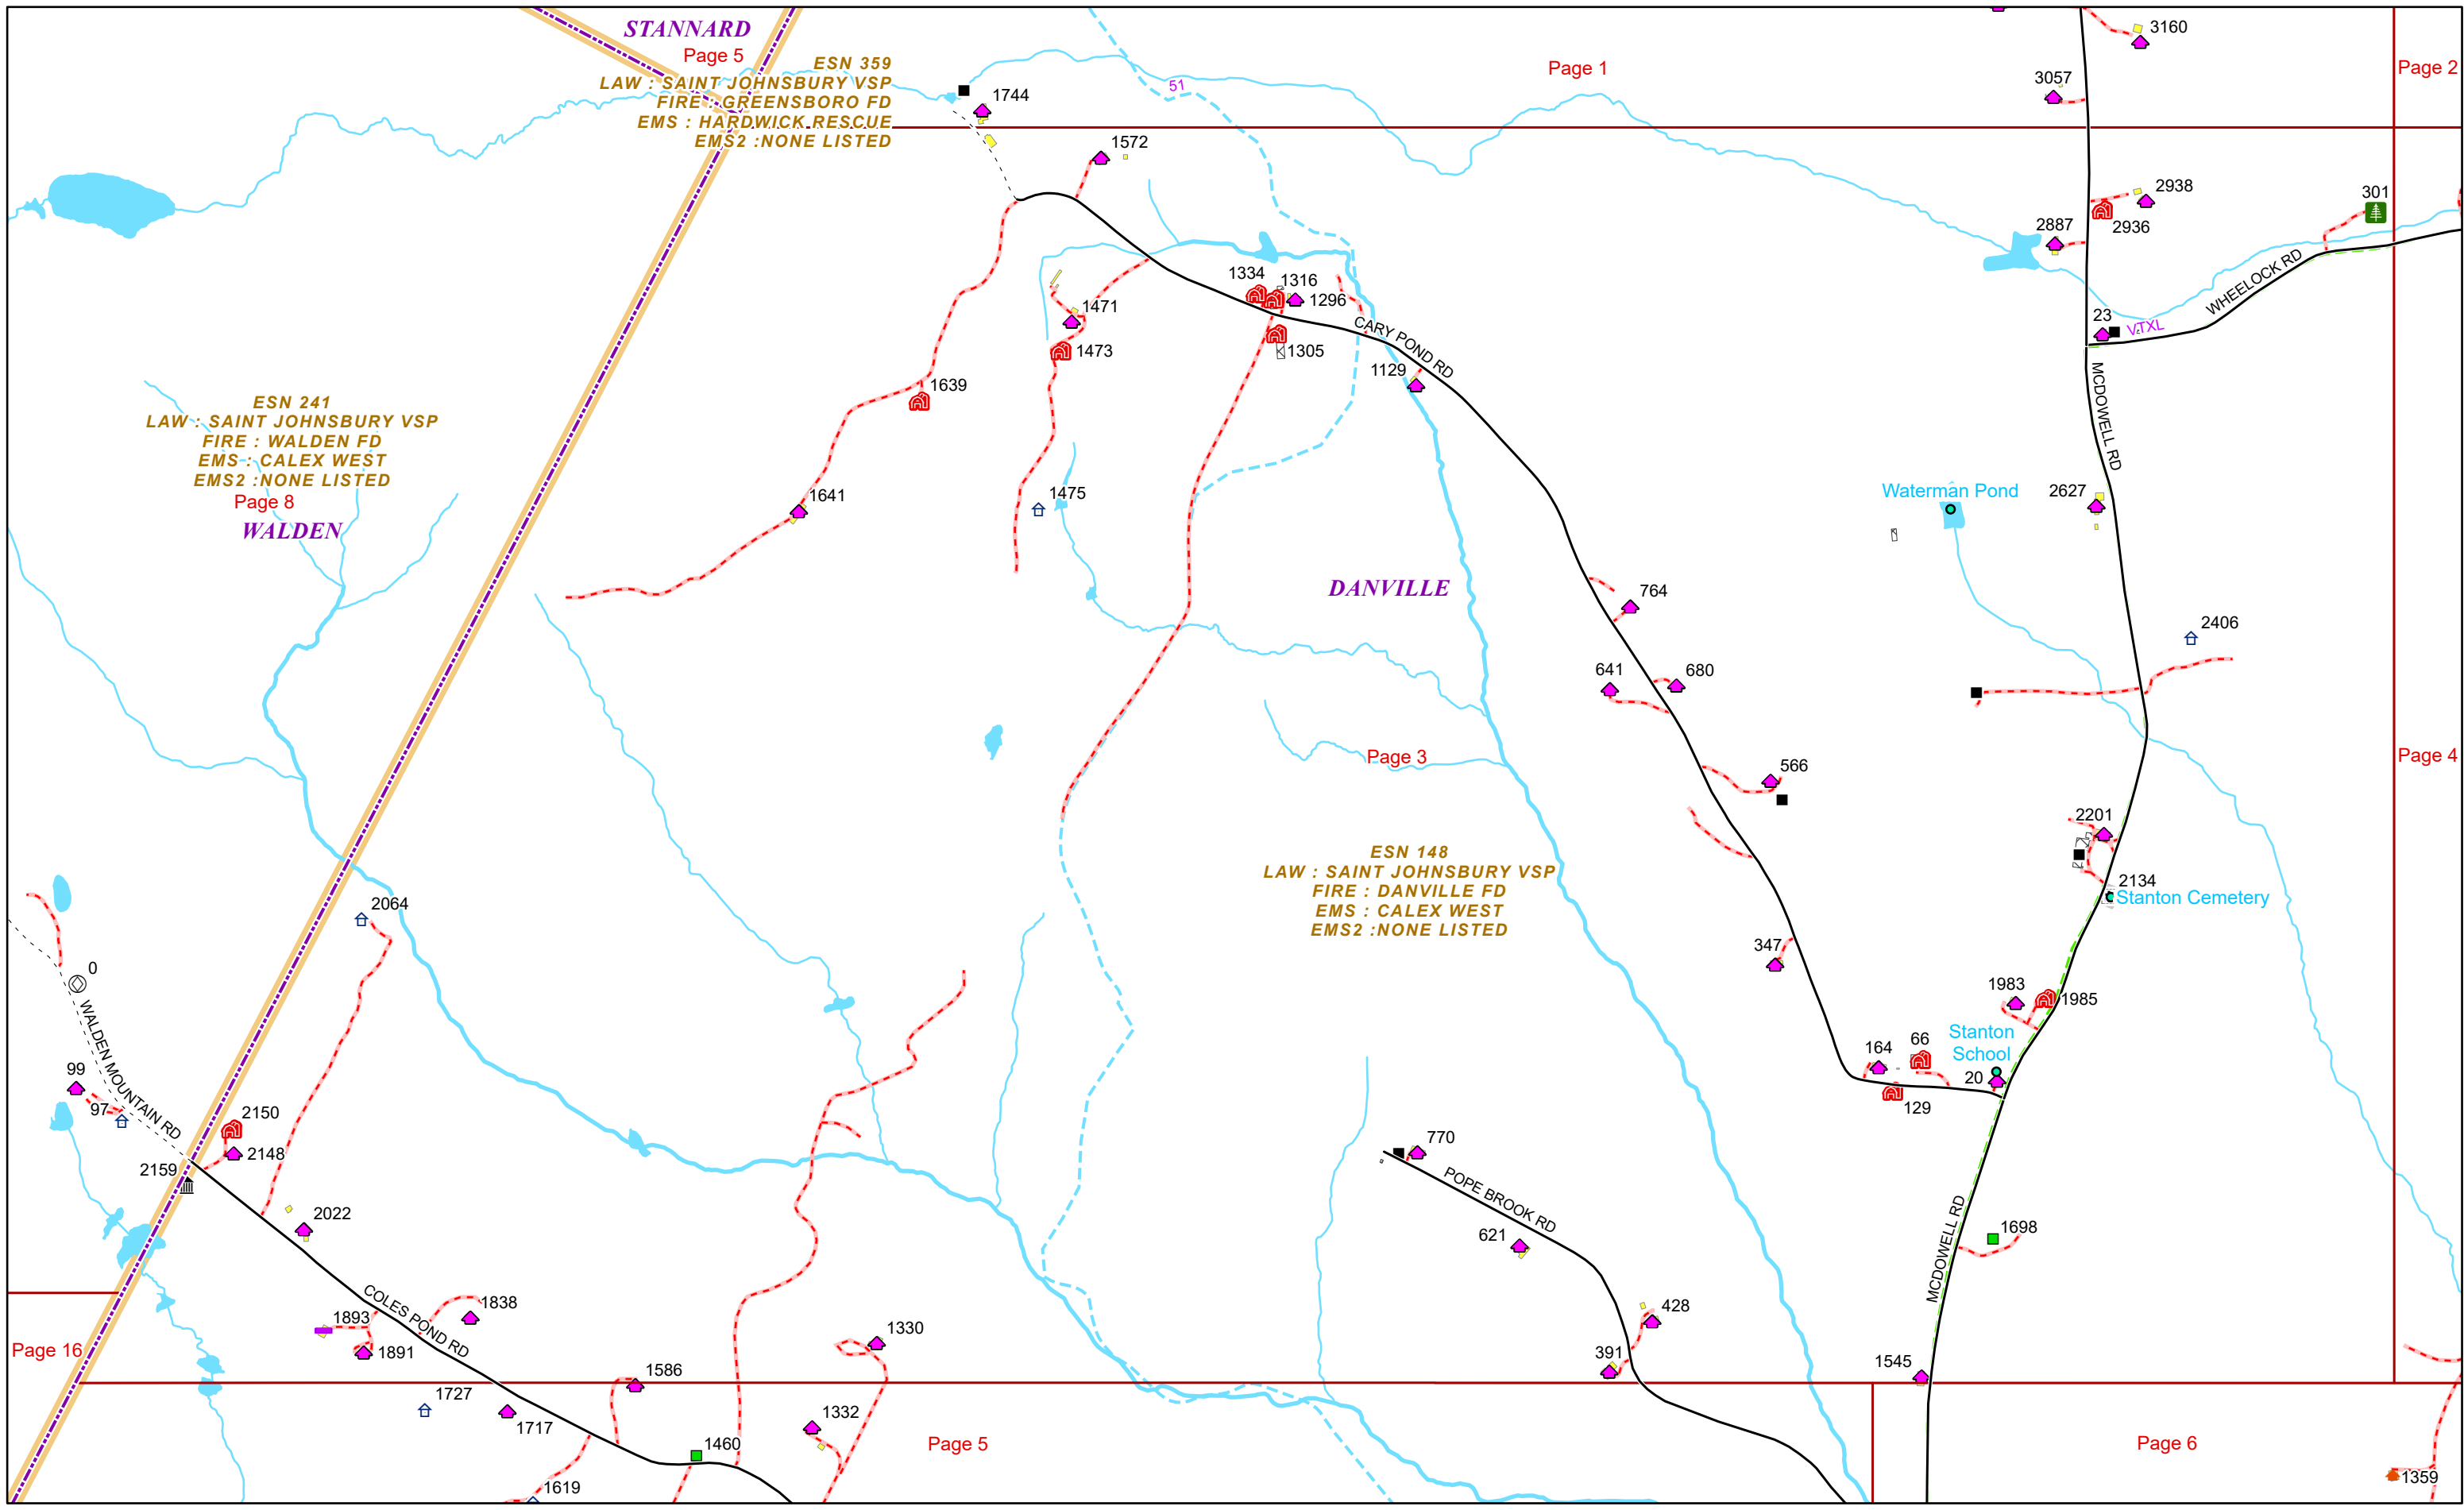 STANNARD
Page 5
ESN 359
LAW : SAINT JOHNSBURY VSP
FIRE : GREENSBORO FD
EMS : HARDWICK RESCUE
EMS2 :NONE LISTED
51
Page 1
Page 2
3160
3057
1744
1572
2938
2936
301
2887
1334
1316
1296
1471
1473
1305
CARY POND RD
1129
23
VTXL
WHEELOCK RD
MCDOWELL RD
1639
ESN 241
LAW : SAINT JOHNSBURY VSP
FIRE : WALDEN FD
EMS : CALEX WEST
EMS2 :NONE LISTED
Page 8
WALDEN
1641
1475
Waterman Pond
2627
DANVILLE
764
2406
641
680
Page 3
566
Page 4
2201
ESN 148
LAW : SAINT JOHNSBURY VSP
FIRE : DANVILLE FD
EMS : CALEX WEST
EMS2 :NONE LISTED
2134
Stanton Cemetery
2064
347
0
WALDEN MOUNTAIN RD
1983
1985
Stanton
School
164
66
20
129
99
97
2150
2148
2159
770
POPE BROOK RD
621
2022
1698
MCDOWELL RD
COLES POND RD
1838
1893
1891
1330
428
391
Page 16
1586
1545
1727
1717
1332
1460
Page 5
Page 6
1619
1359